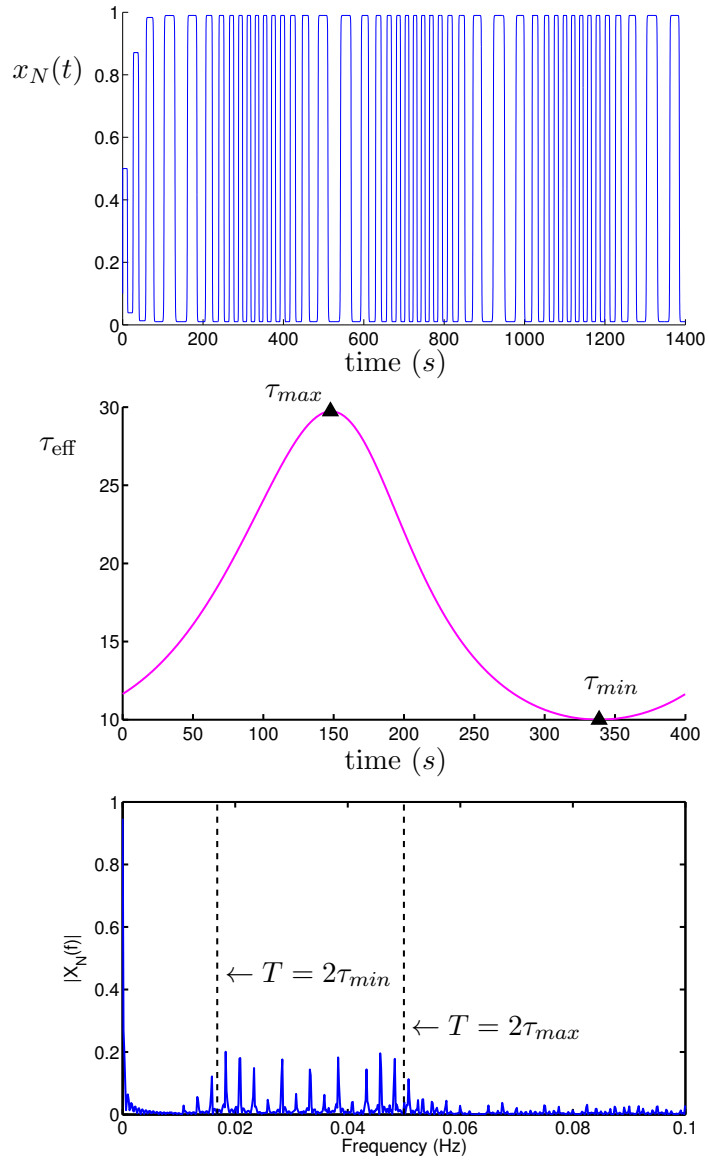 1
0.8
0.6
0.4
0.2
0
x_N(t)
0 200 400 600 800 1000 1200 1400
time (s)
τ_max
30
25
20
15
10
τ_eff
τ_min
0 50 100 150 200 250 300 350 400
time (s)
1
0.8
0.6
0.4
0.2
0
|X_N(f)|
← T = 2τ_min
← T = 2τ_max
0 0.02 0.04 0.06 0.08 0.1
Frequency (Hz)